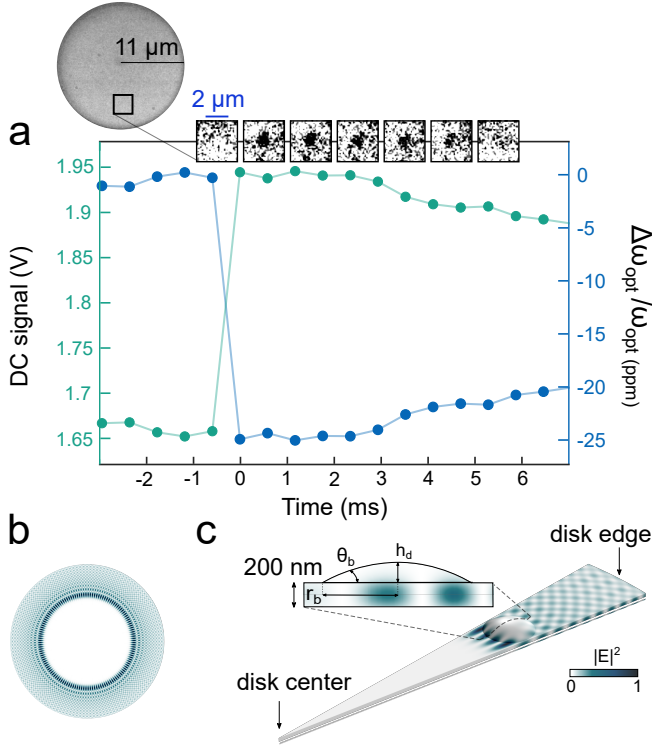 11 μm
2 μm
a
1.95
1.9
1.85
1.8
1.75
1.7
1.65
DC signal (V)
0
-5
-10
-15
-20
-25
Δω_opt/ω_opt (ppm)
-2 -1 0 1 2 3 4 5 6
Time (ms)
b
c
disk edge
200 nm
θ_b
h_d
r_b
|E|²
0 1
disk center